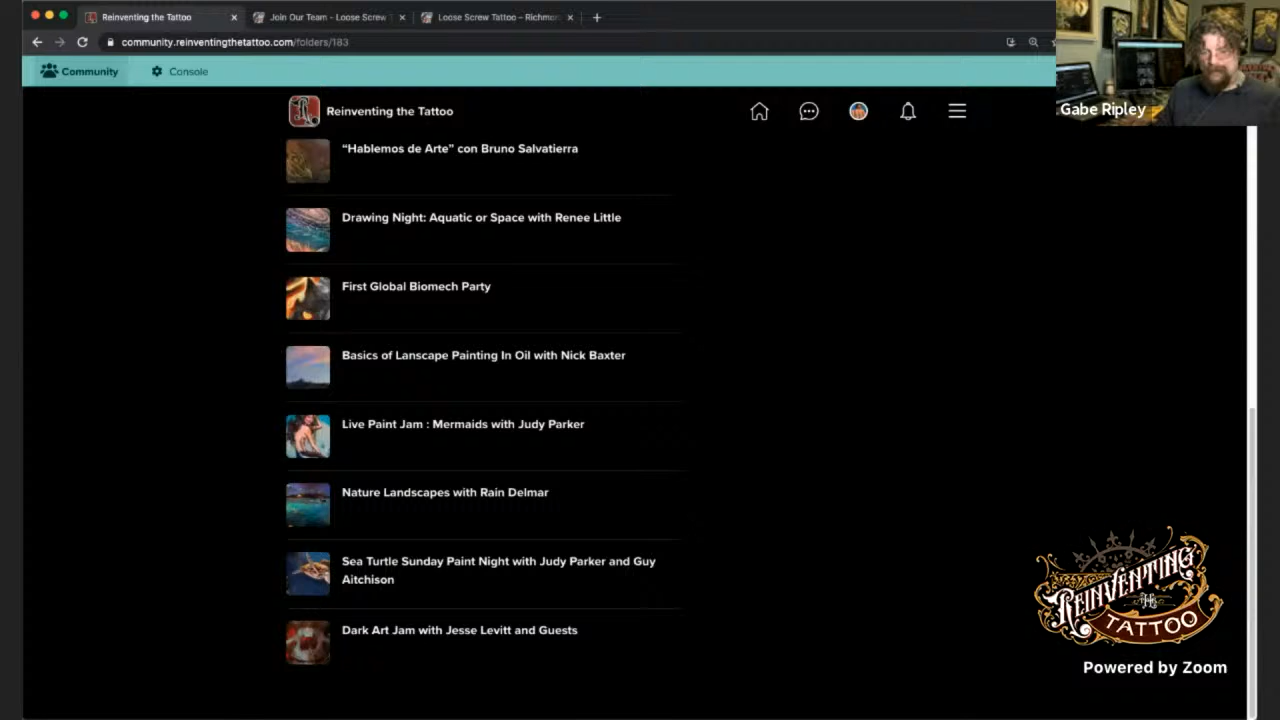 Reinventing the Tattoo
Join Our Team - Loose Screw
Loose Screw Tattoo – Richmon
community.reinventingthetattoo.com/folders/183
Community
Console
Reinventing the Tattoo
Gabe Ripley
“Hablemos de Arte” con Bruno Salvatierra
Drawing Night: Aquatic or Space with Renee Little
First Global Biomech Party
Basics of Lanscape Painting In Oil with Nick Baxter
Live Paint Jam : Mermaids with Judy Parker
Nature Landscapes with Rain Delmar
Sea Turtle Sunday Paint Night with Judy Parker and Guy
Aitchison
Dark Art Jam with Jesse Levitt and Guests
REINVENTING
THE
TATTOO
Powered by Zoom